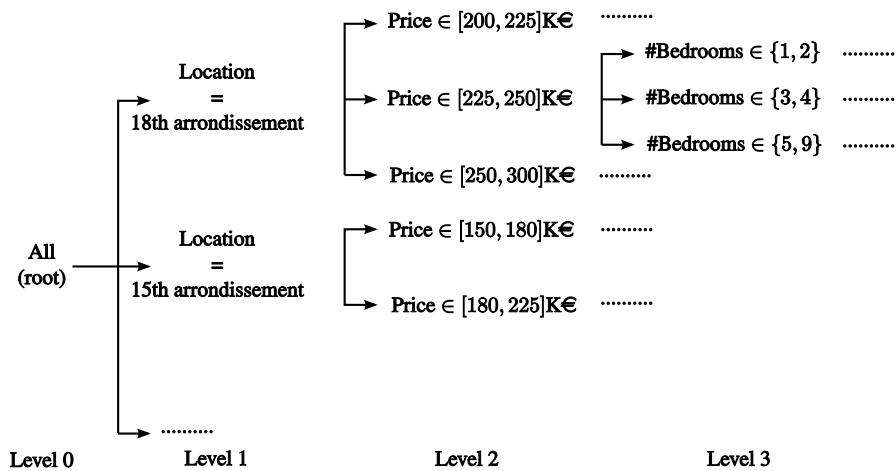 Price ∈ [200, 225]K€ ..........
#Bedrooms ∈ {1, 2} ..........
Location
=
18th arrondissement
Price ∈ [225, 250]K€
#Bedrooms ∈ {3, 4} ..........
#Bedrooms ∈ {5, 9} ..........
Price ∈ [250, 300]K€ ..........
Location
=
15th arrondissement
Price ∈ [150, 180]K€ ..........
All
(root)
Price ∈ [180, 225]K€ ..........
..........
Level 0 Level 1 Level 2 Level 3